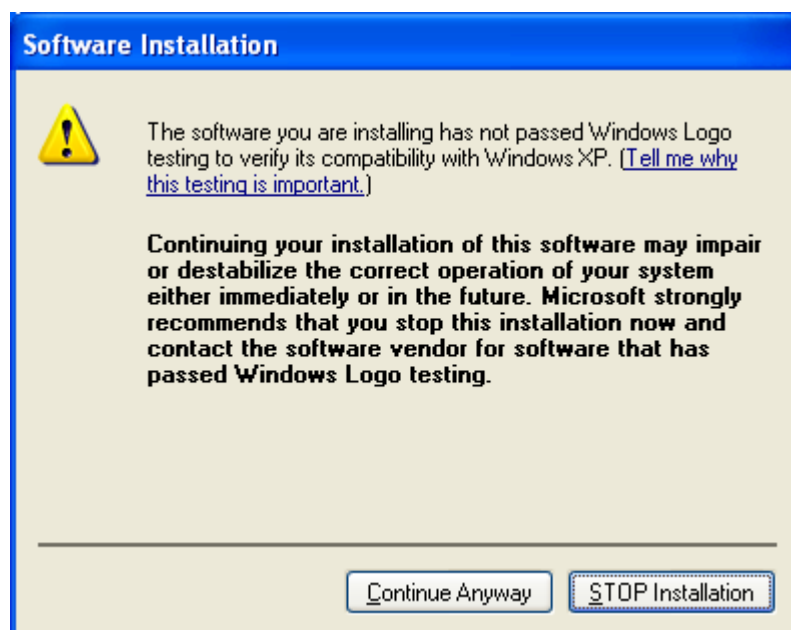 Software Installation
The software you are installing has not passed Windows Logo
testing to verify its compatibility with Windows XP. (Tell me why
this testing is important.)
Continuing your installation of this software may impair
or destabilize the correct operation of your system
either immediately or in the future. Microsoft strongly
recommends that you stop this installation now and
contact the software vendor for software that has
passed Windows Logo testing.
Continue Anyway
STOP Installation